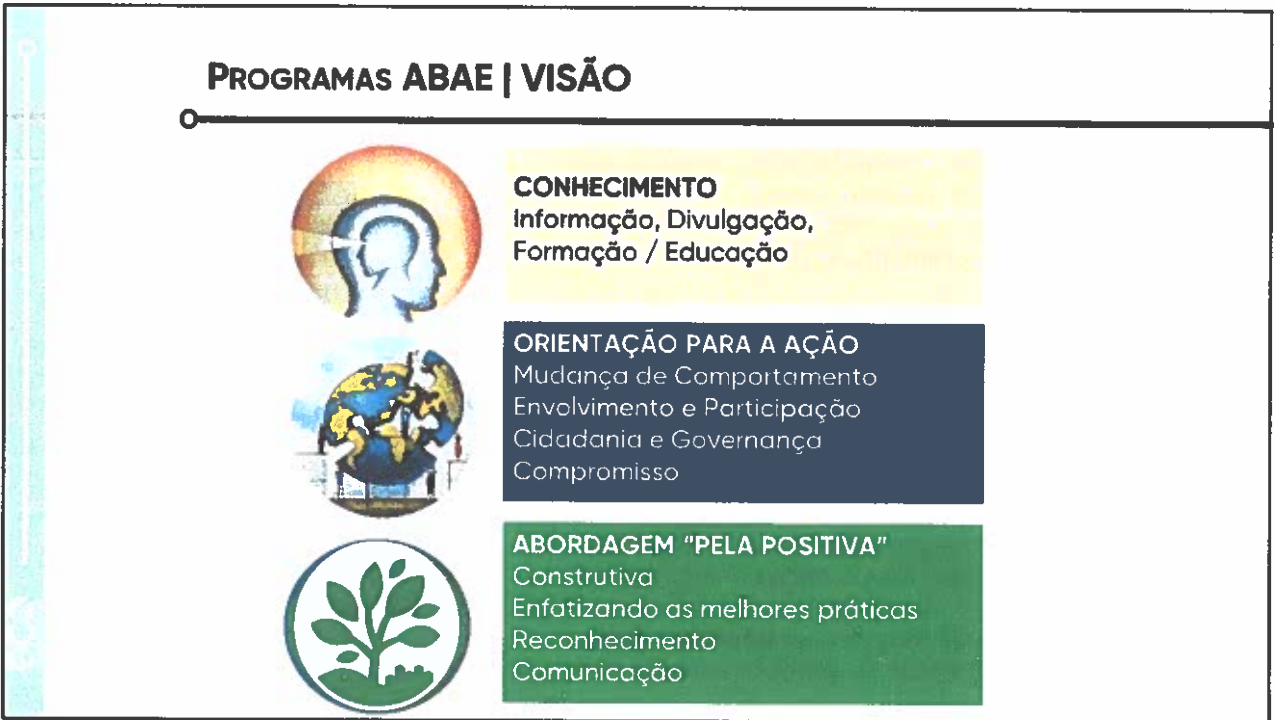 PROGRAMAS ABAE | VISÃO
CONHECIMENTO
Informação, Divulgação,
Formação / Educação
ORIENTAÇÃO PARA A AÇÃO
Mudança de Comportamento
Envolvimento e Participação
Cidadania e Governança
Compromisso
ABORDAGEM "PELA POSITIVA"
Construtiva
Enfatizando as melhores práticas
Reconhecimento
Comunicação